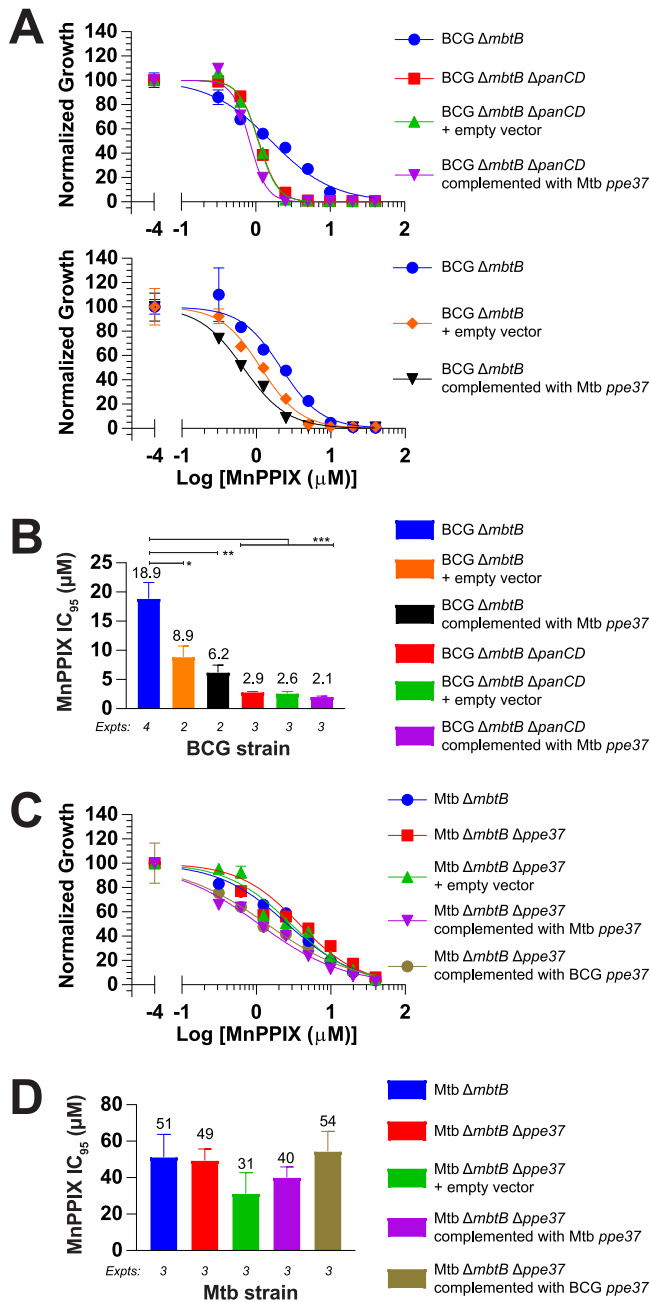 A
Normalized Growth
140
120
100
80
60
40
20
0
-4 -1 0 1 2
BCG ΔmbtB
BCG ΔmbtB ΔpanCD
BCG ΔmbtB ΔpanCD
+ empty vector
BCG ΔmbtB ΔpanCD
complemented with Mtb ppe37
Normalized Growth
140
120
100
80
60
40
20
0
-4 -1 0 1 2
Log [MnPPIX (μM)]
BCG ΔmbtB
BCG ΔmbtB
+ empty vector
BCG ΔmbtB
complemented with Mtb ppe37
B
MnPPIX IC95 (μM)
25
20
15
10
5
0
***
**
*
18.9
8.9
6.2
2.9
2.6
2.1
Expts: 4 2 2 3 3 3
BCG strain
BCG ΔmbtB
BCG ΔmbtB
+ empty vector
BCG ΔmbtB
complemented with Mtb ppe37
BCG ΔmbtB ΔpanCD
BCG ΔmbtB ΔpanCD
+ empty vector
BCG ΔmbtB ΔpanCD
complemented with Mtb ppe37
C
Normalized Growth
140
120
100
80
60
40
20
0
-4 -1 0 1 2
Log [MnPPIX (μM)]
Mtb ΔmbtB
Mtb ΔmbtB Δppe37
Mtb ΔmbtB Δppe37
+ empty vector
Mtb ΔmbtB Δppe37
complemented with Mtb ppe37
Mtb ΔmbtB Δppe37
complemented with BCG ppe37
D
MnPPIX IC95 (μM)
80
60
40
20
0
51
49
31
40
54
Expts: 3 3 3 3 3
Mtb strain
Mtb ΔmbtB
Mtb ΔmbtB Δppe37
Mtb ΔmbtB Δppe37
+ empty vector
Mtb ΔmbtB Δppe37
complemented with Mtb ppe37
Mtb ΔmbtB Δppe37
complemented with BCG ppe37